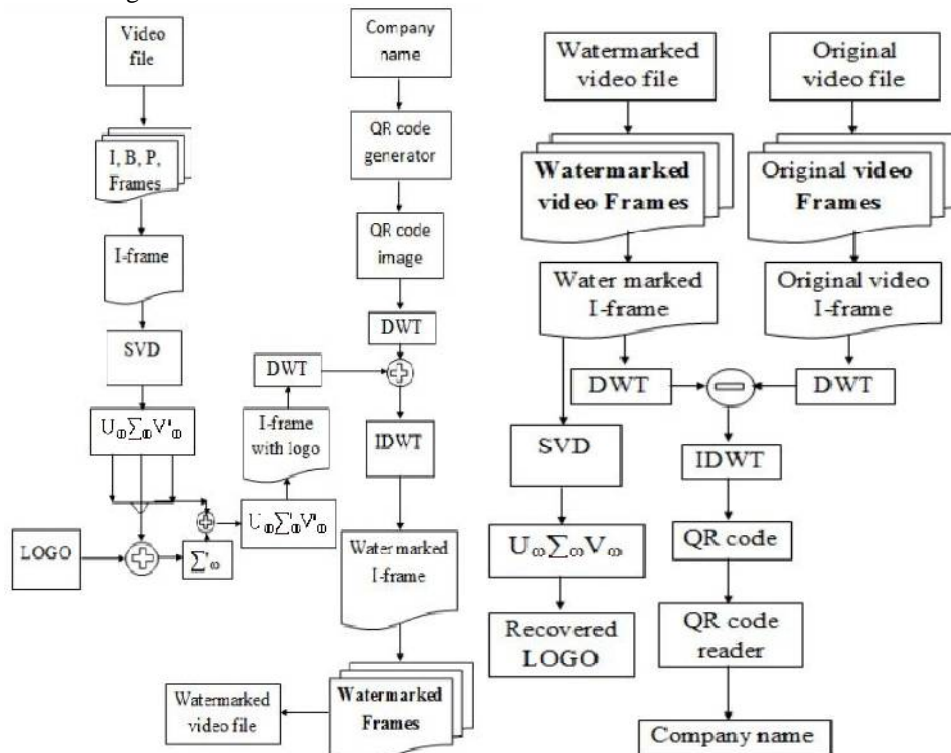 Video
file
I, B, P,
Frames
I-frame
SVD
LOGO
DWT
I-frame
with logo
Company
name
QR code
generator
QR code
image
DWT
IDWT
Water marked
I-frame
Watermarked
Frames
Watermarked
video file
Watermarked
video file
Watermarked
video Frames
Water marked
I-frame
DWT
SVD
Recovered
LOGO
Original
video file
Original video
Frames
Original video
I-frame
DWT
IDWT
QR code
QR code
reader
Company name